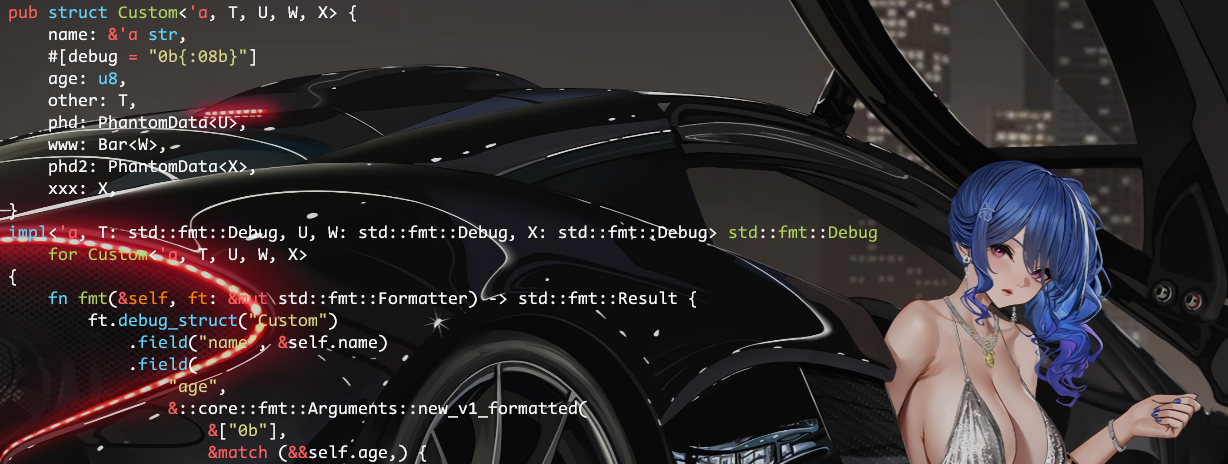 pub struct Custom<'a, T, U, W, X> {
    name: &'a str,
    #[debug = "0b{:08b}"]
    age: u8,
    other: T,
    phd: PhantomData<U>,
    www: Bar<W>,
    phd2: PhantomData<X>,
    xxx: X,
}
impl<'a, T: std::fmt::Debug, U, W: std::fmt::Debug, X: std::fmt::Debug> std::fmt::Debug
    for Custom<'a, T, U, W, X>
{
    fn fmt(&self, ft: &mut std::fmt::Formatter) -> std::fmt::Result {
        ft.debug_struct("Custom")
            .field("name", &self.name)
            .field(
                "age",
                &::core::fmt::Arguments::new_v1_formatted(
                    &["0b"],
                    &match (&&self.age,) {